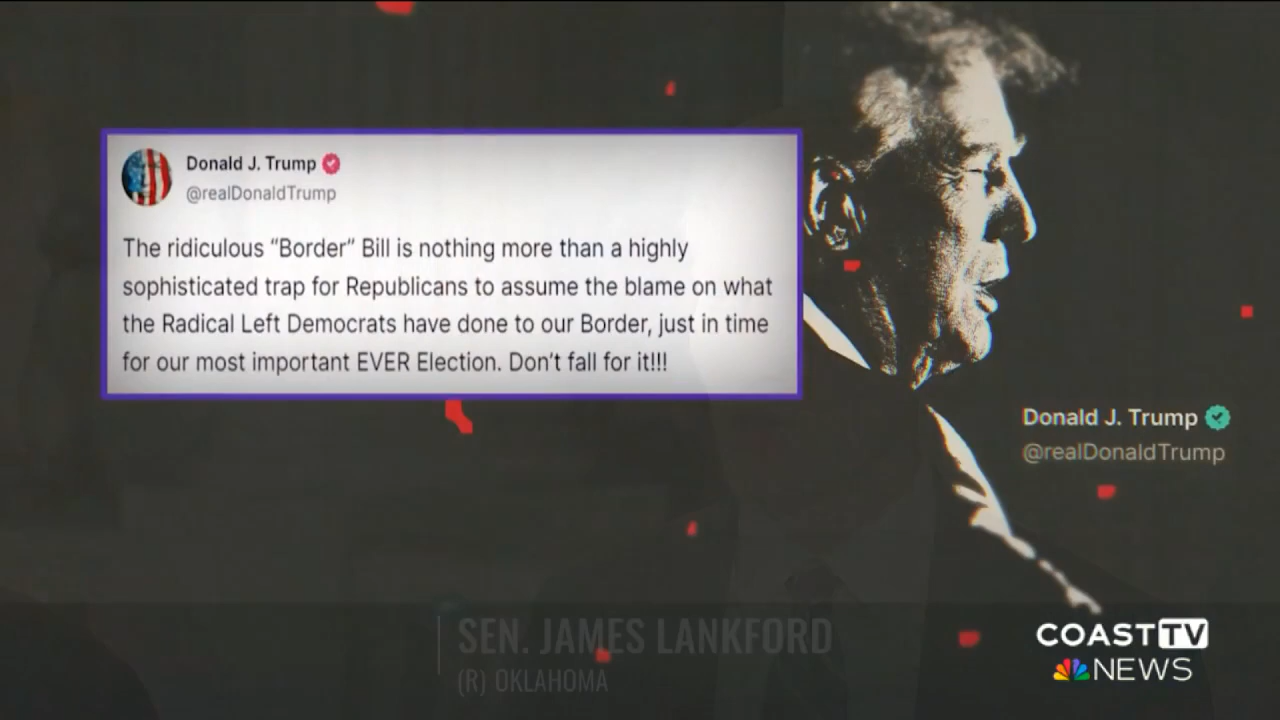 Donald J. Trump
@realDonaldTrump
The ridiculous “Border” Bill is nothing more than a highly
sophisticated trap for Republicans to assume the blame on what
the Radical Left Democrats have done to our Border, just in time
for our most important EVER Election. Don’t fall for it!!!
Donald J. Trump
@realDonaldTrump
SEN. JAMES LANKFORD
(R) OKLAHOMA
COAST TV
NEWS